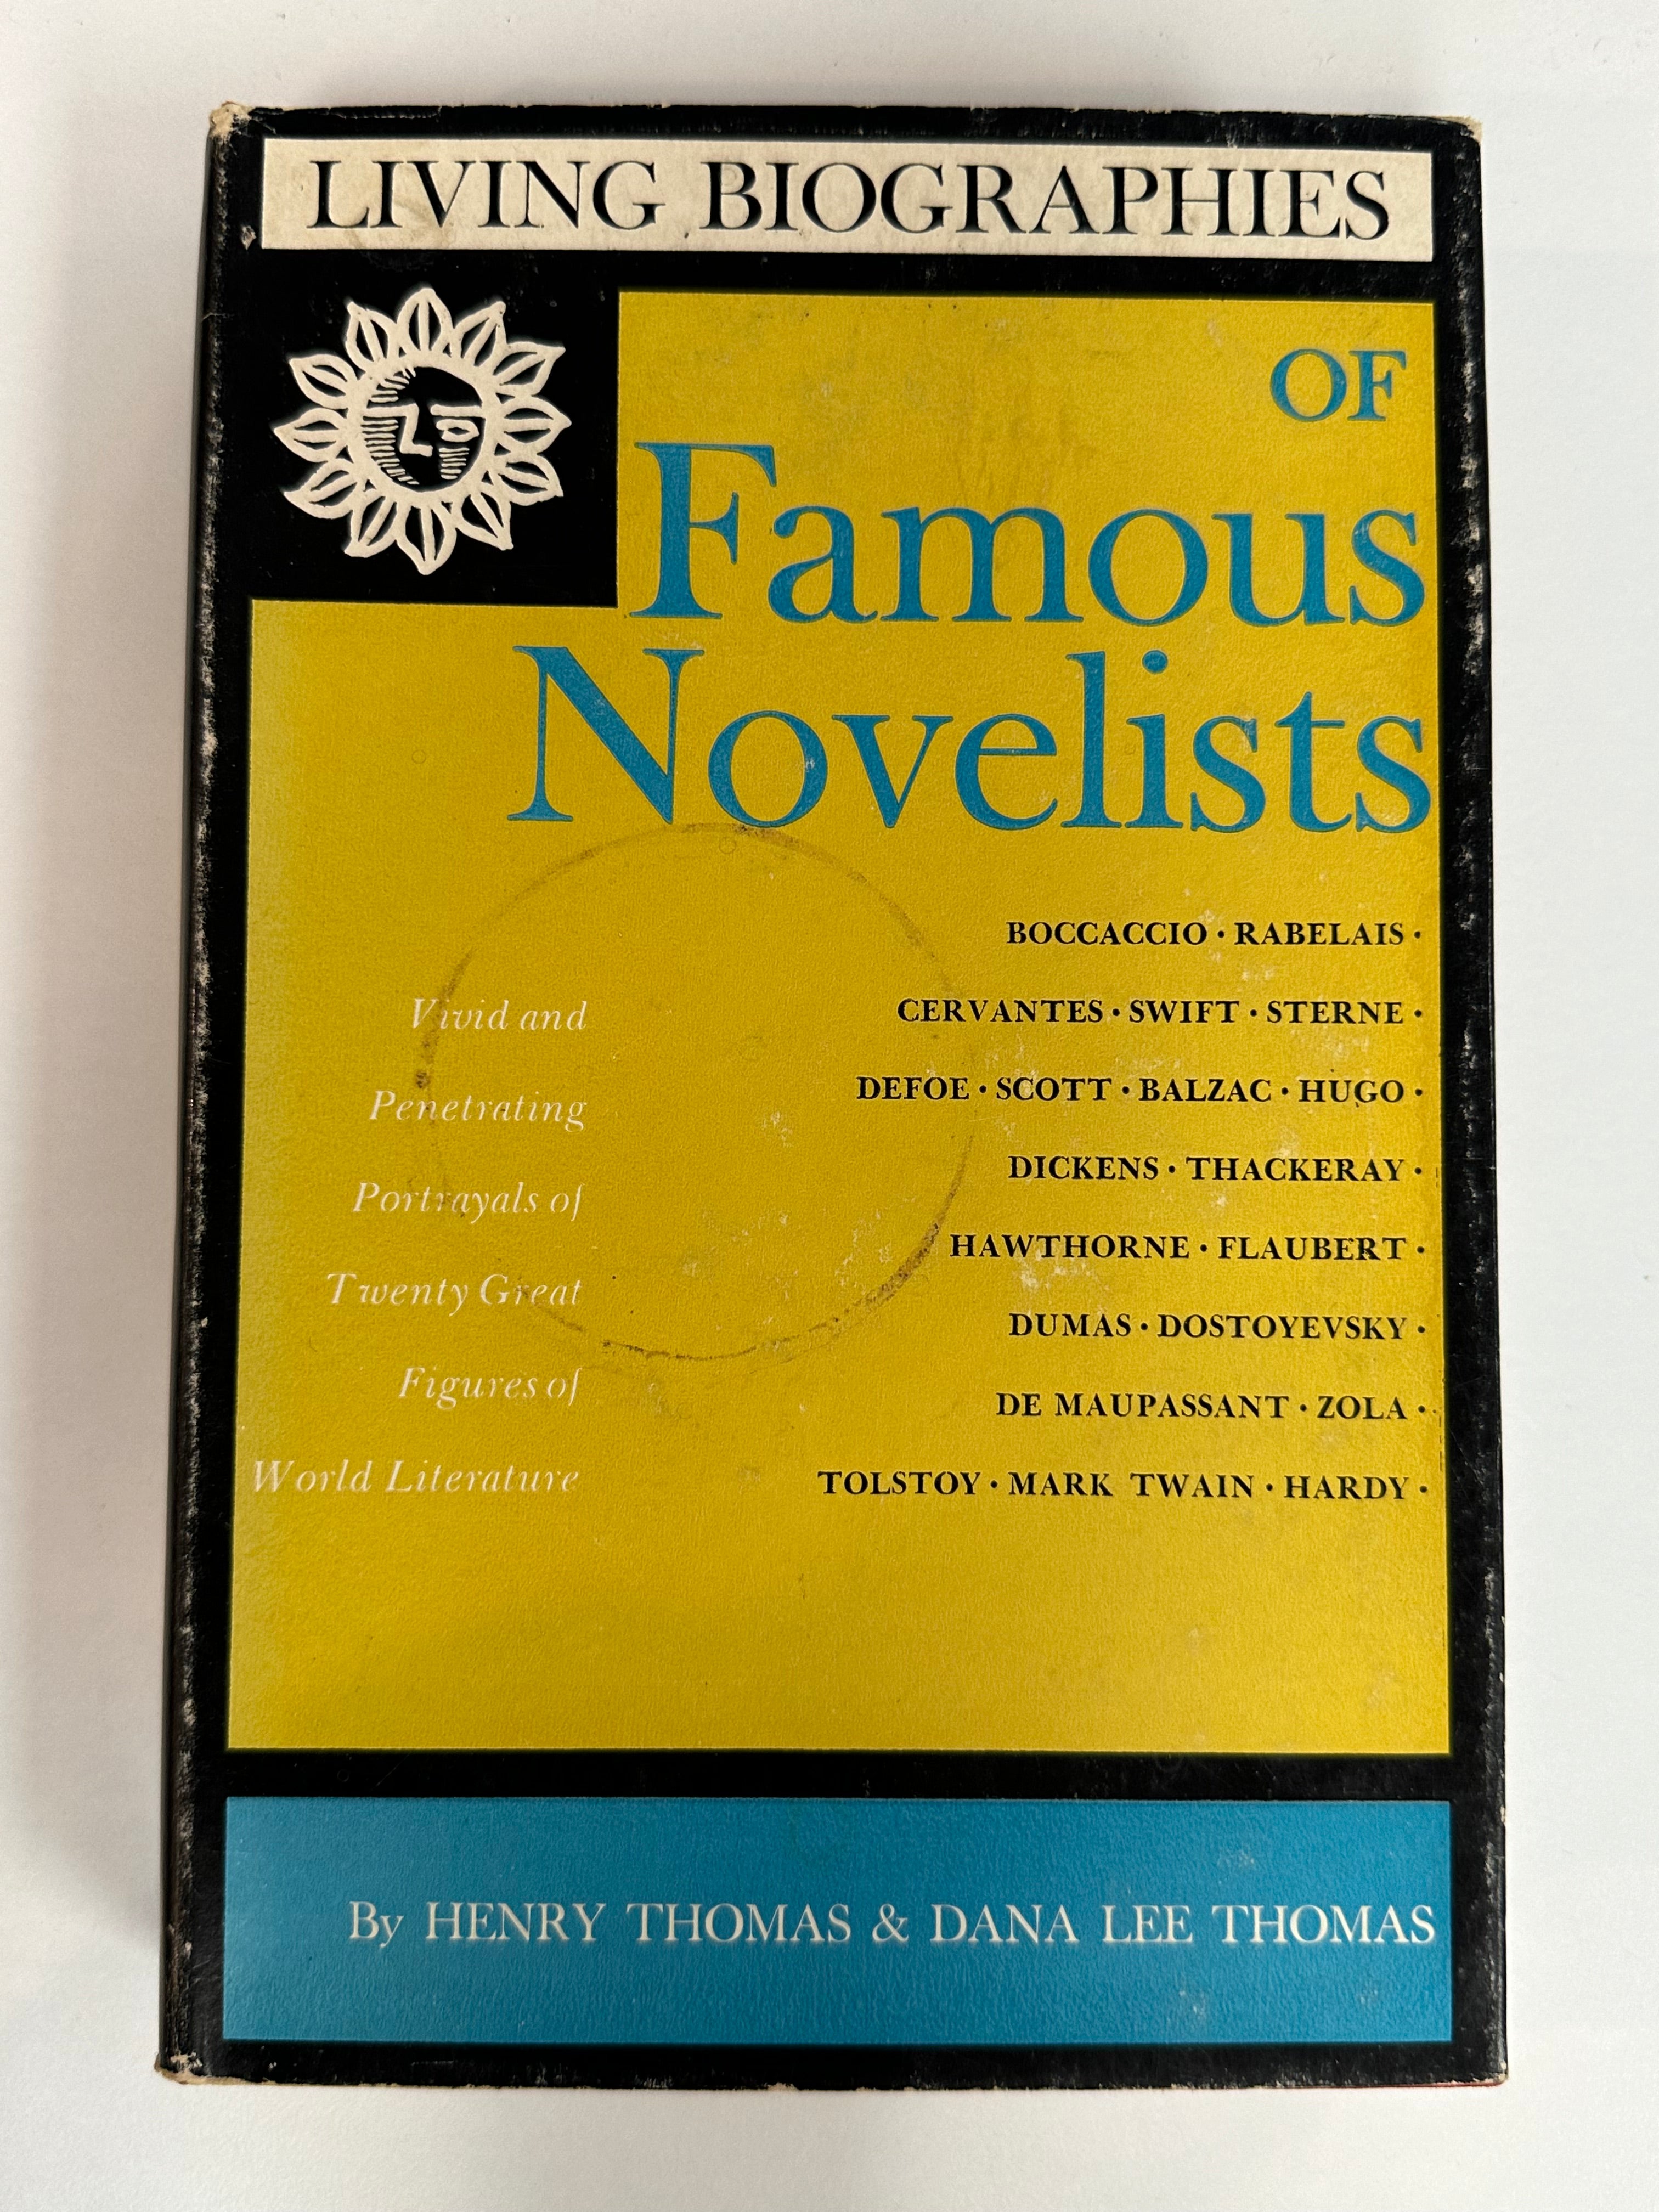 LIVING BIOGRAPHIES
OF
Famous
Novelists
BOCCACCIO · RABELAIS ·
CERVANTES · SWIFT · STERNE ·
DEFOE · SCOTT · BALZAC · HUGO ·
DICKENS · THACKERAY ·
HAWTHORNE · FLAUBERT ·
DUMAS · DOSTOYEVSKY ·
DE MAUPASSANT · ZOLA ·
TOLSTOY · MARK TWAIN · HARDY ·
Vivid and
Penetrating
Portrayals of
Twenty Great
Figures of
World Literature
By HENRY THOMAS & DANA LEE THOMAS